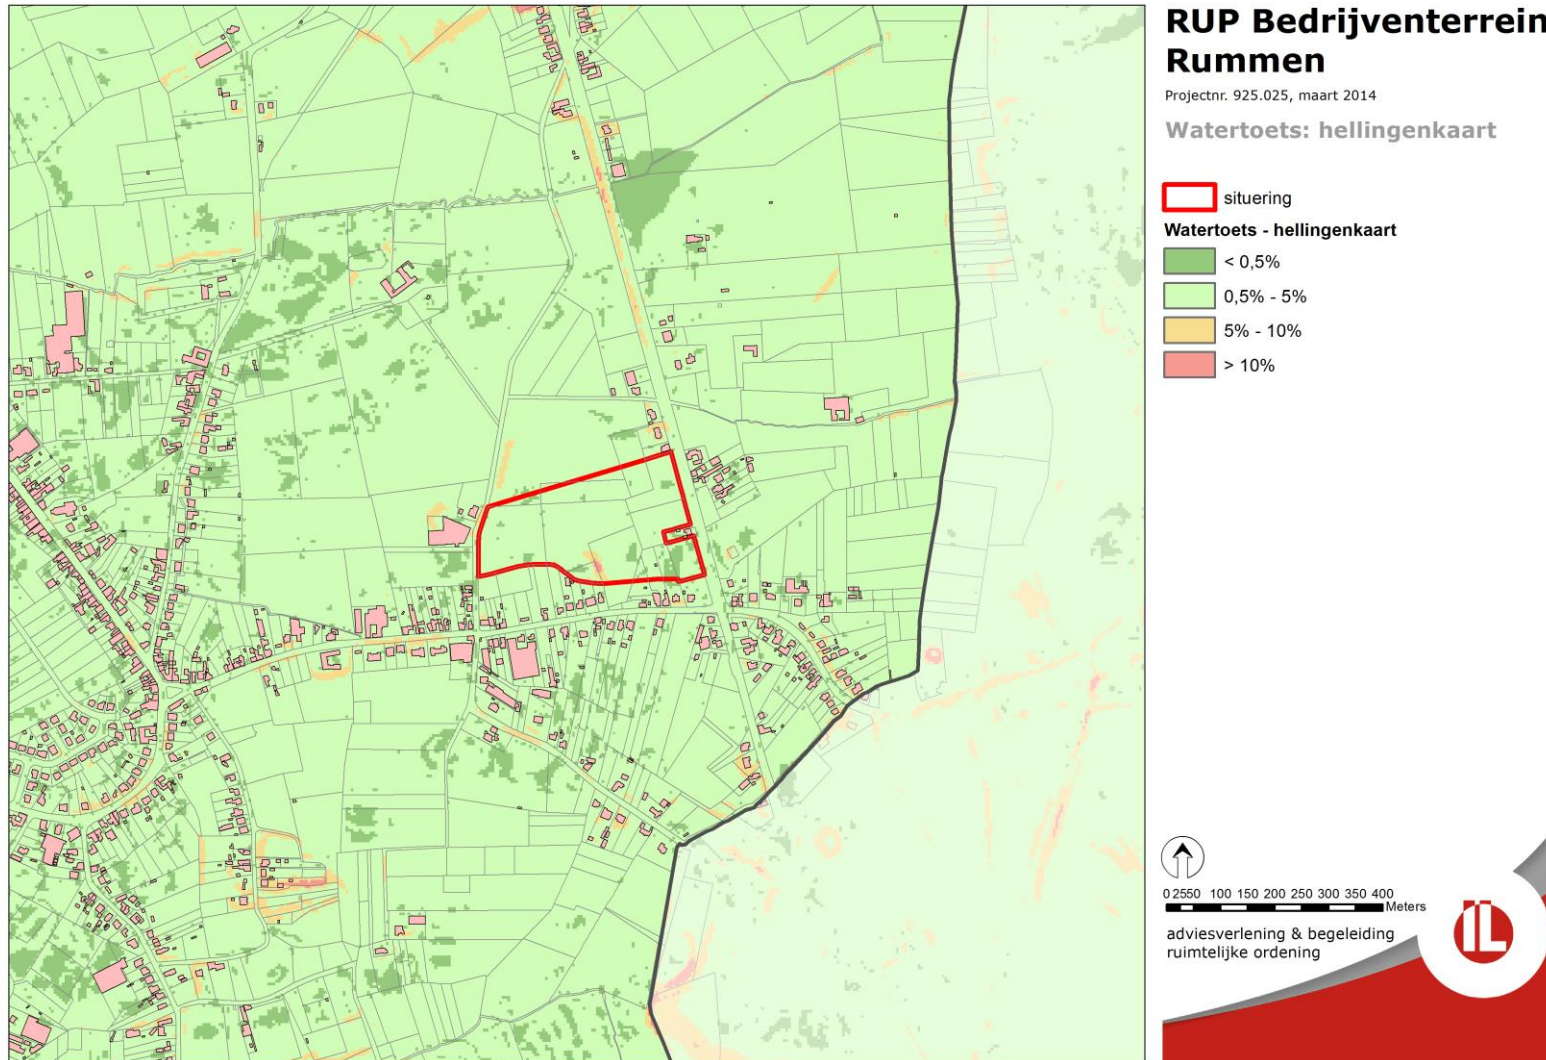 RUP Bedrijventerrein
Rummen
Projectnr. 925.025, maart 2014
Watertoets: hellingenkaart
situering
Watertoets - hellingenkaart
< 0,5%
0,5% - 5%
5% - 10%
> 10%
0 25 50 100 150 200 250 300 350 400
Meters
adviesverlening & begeleiding
ruimtelijke ordening
IL